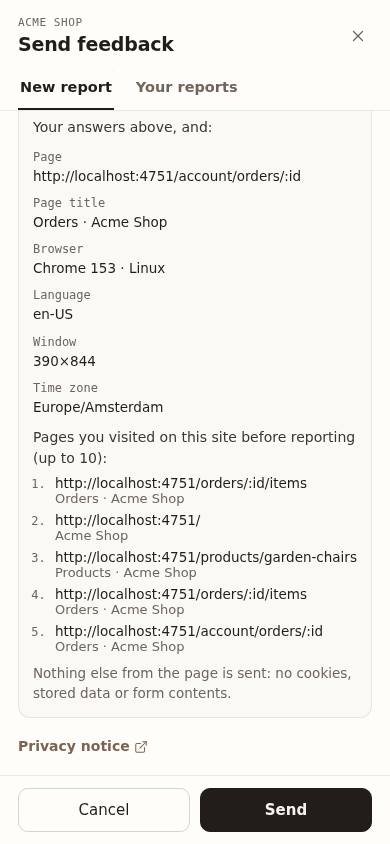 ACME SHOP
Send feedback
New report
Your reports
Your answers above, and:
Page
http://localhost:4751/account/orders/:id
Page title
Orders · Acme Shop
Browser
Chrome 153 · Linux
Language
en-US
Window
390×844
Time zone
Europe/Amsterdam
Pages you visited on this site before reporting
(up to 10):
1. http://localhost:4751/orders/:id/items
Orders · Acme Shop
2. http://localhost:4751/
Acme Shop
3. http://localhost:4751/products/garden-chairs
Products · Acme Shop
4. http://localhost:4751/orders/:id/items
Orders · Acme Shop
5. http://localhost:4751/account/orders/:id
Orders · Acme Shop
Nothing else from the page is sent: no cookies,
stored data or form contents.
Privacy notice
Cancel
Send